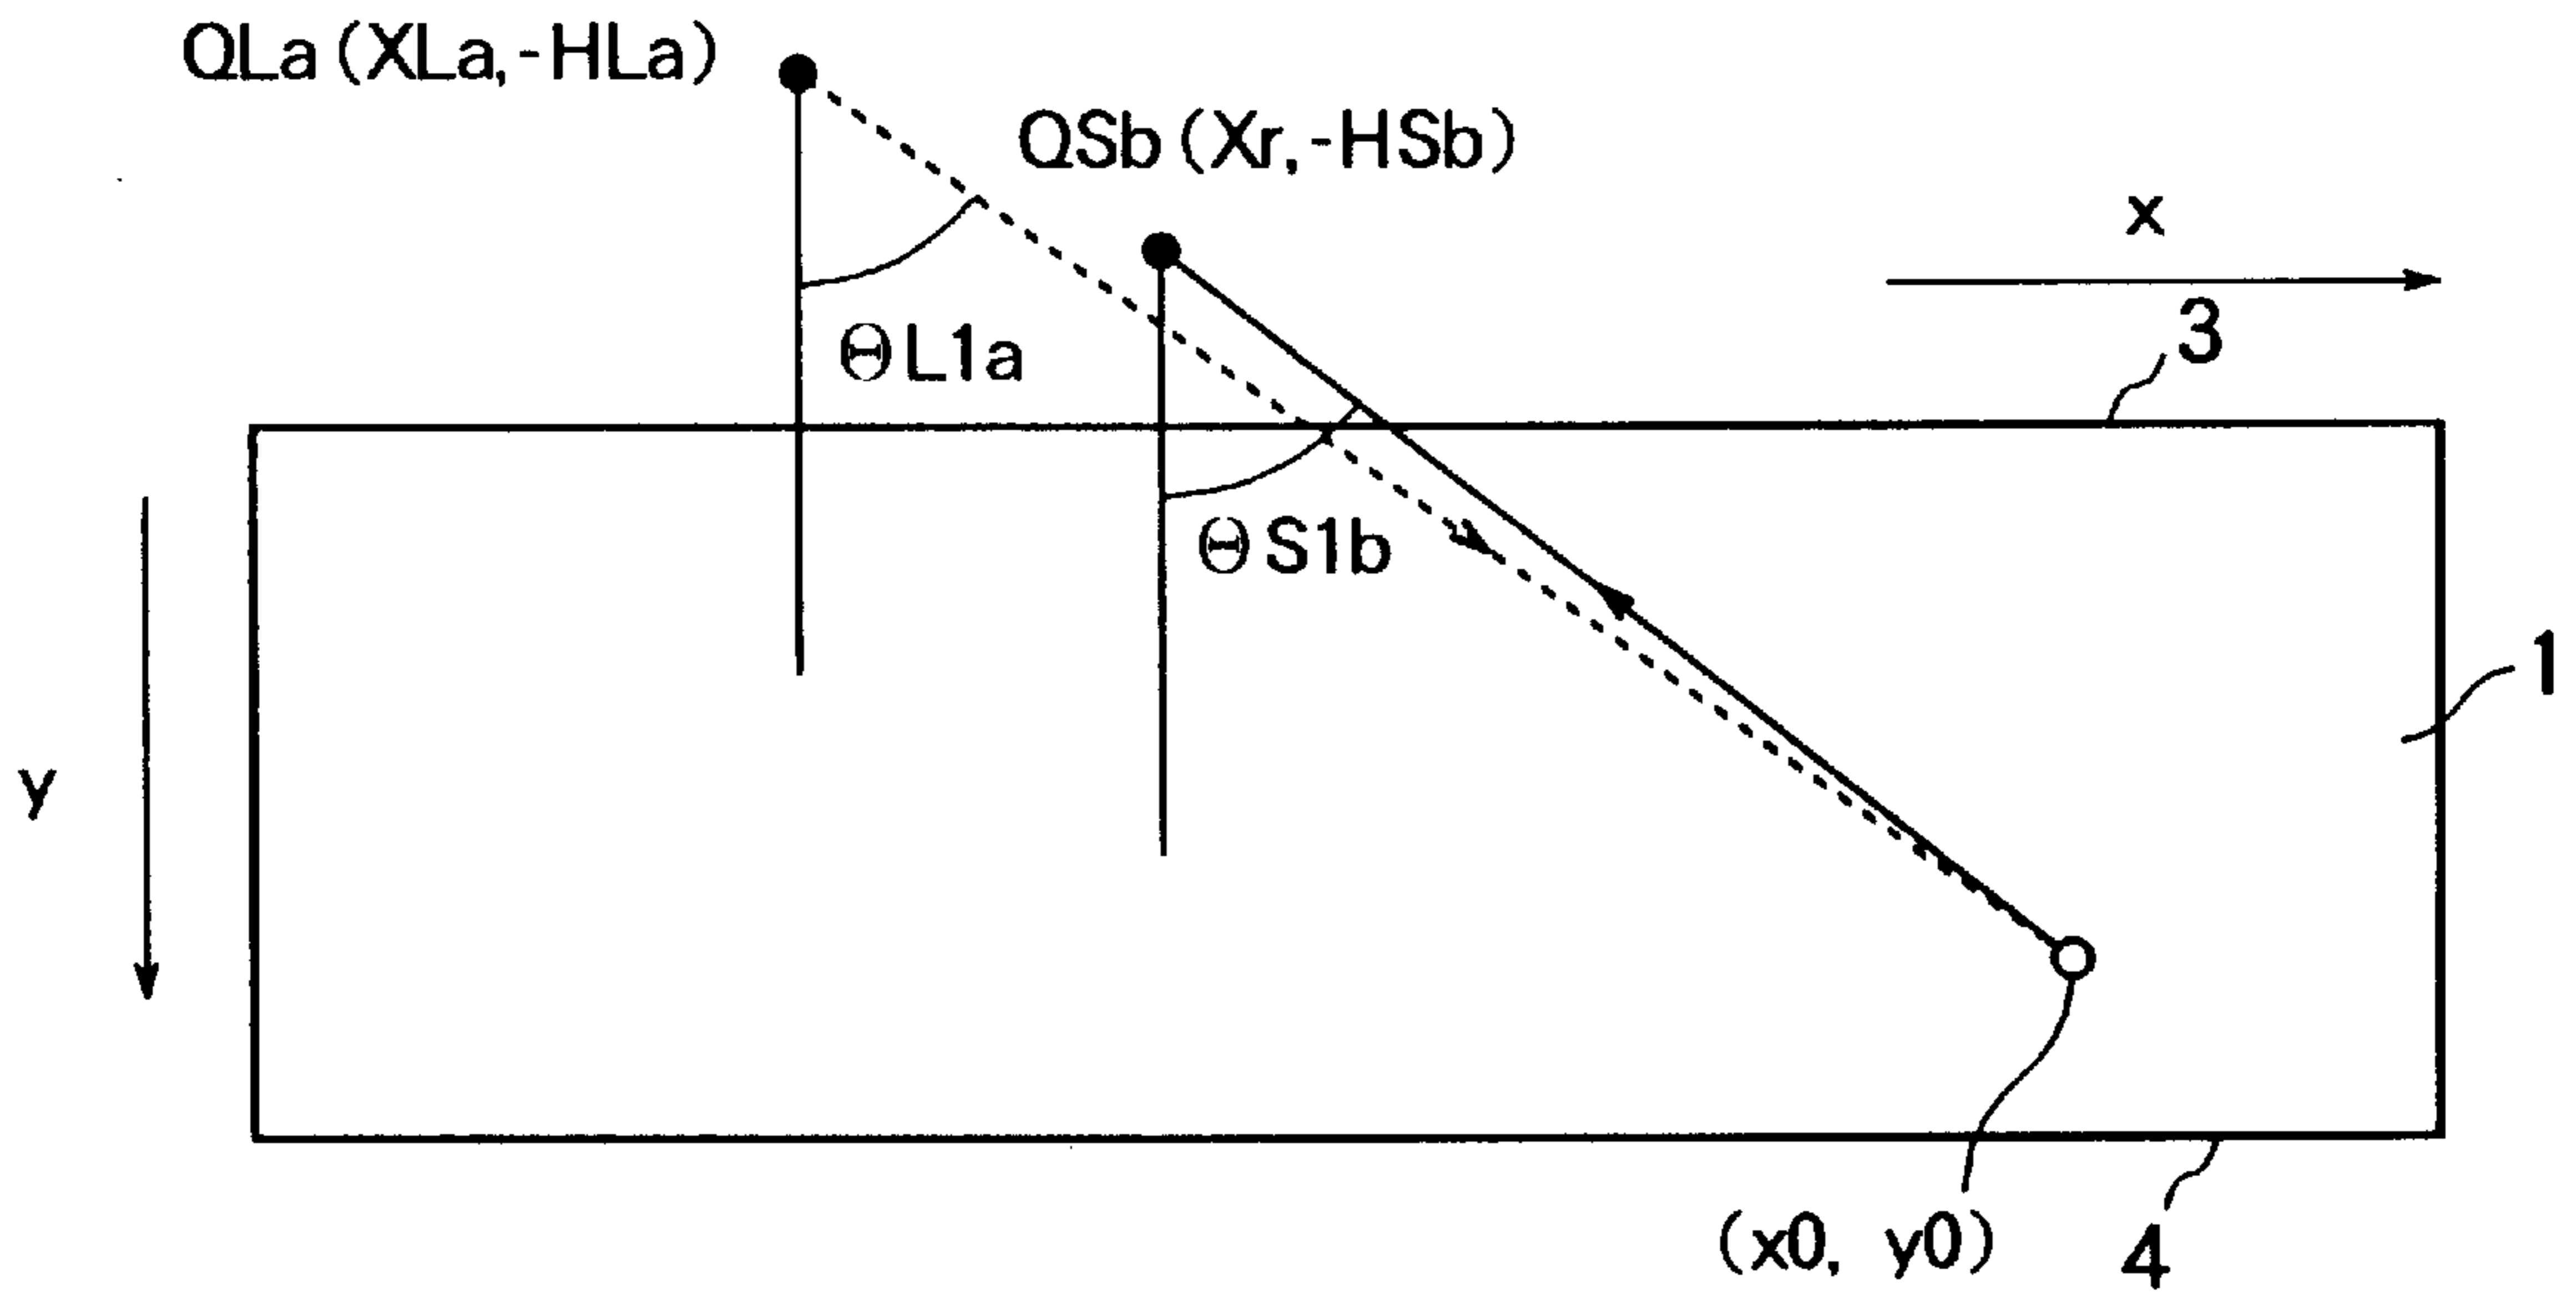 QLa (XLa, -HLa)
QSb (Xr, -HSb)
x
3
ΘL1a
ΘS1b
1
y
(x0, y0)
4